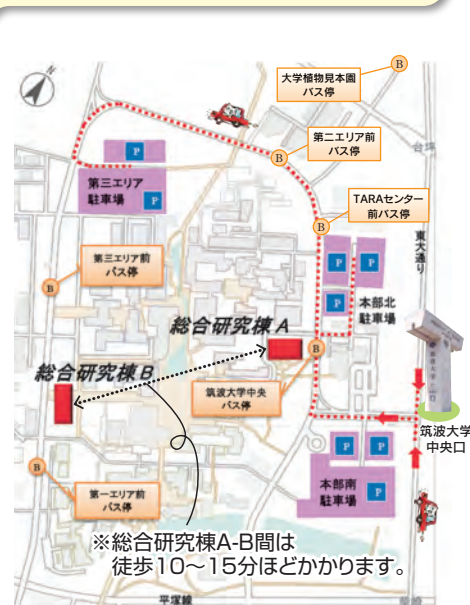 N
B
大学植物見本園
バス停
台坪
B
第二エリア前
バス停
P
第三エリア
駐車場
P
TARAセンター
前バス停
B
東大通り
第三エリア前
バス停
B
P
P
P
本部北
駐車場
総合研究棟A
B
総合研究棟B
筑波大学中央
バス停
筑波大学
中央口
P
P
本部南
駐車場
P
B
第一エリア前
バス停
※総合研究棟A-B間は
徒歩10〜15分ほどかかります。
平塚線